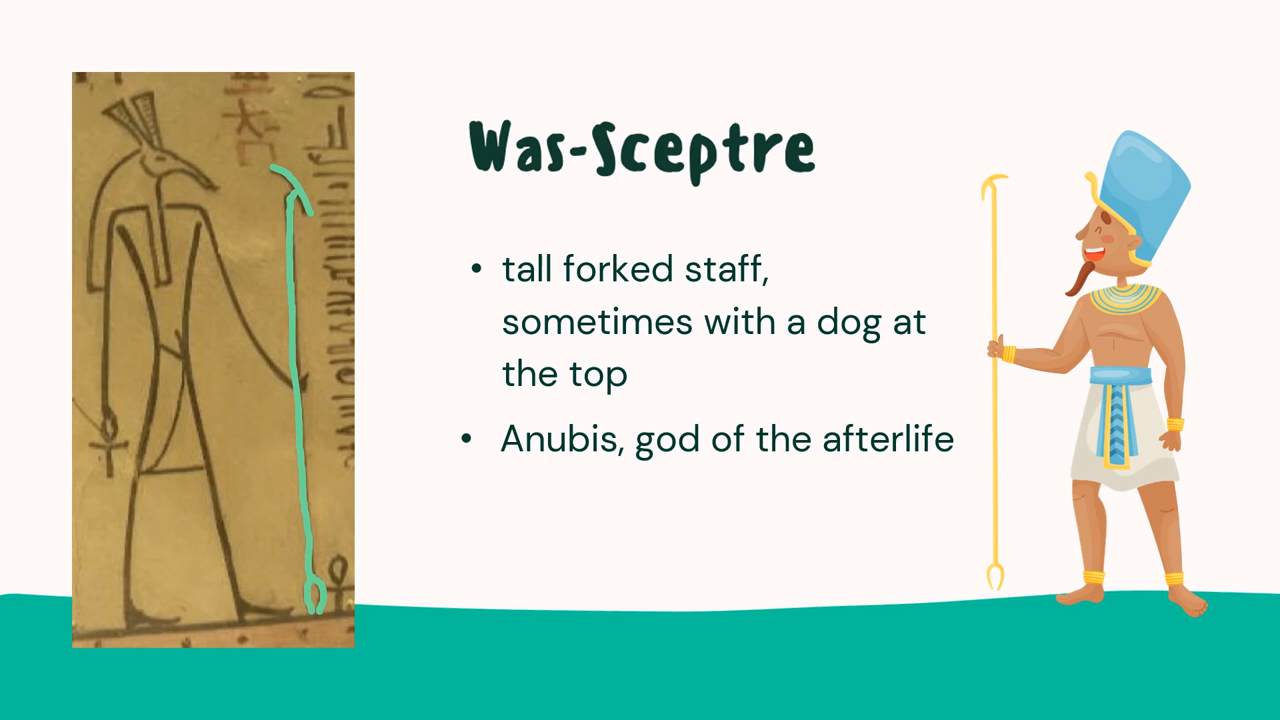 Was-Sceptre
• tall forked staff,
sometimes with a dog at
the top
• Anubis, god of the afterlife